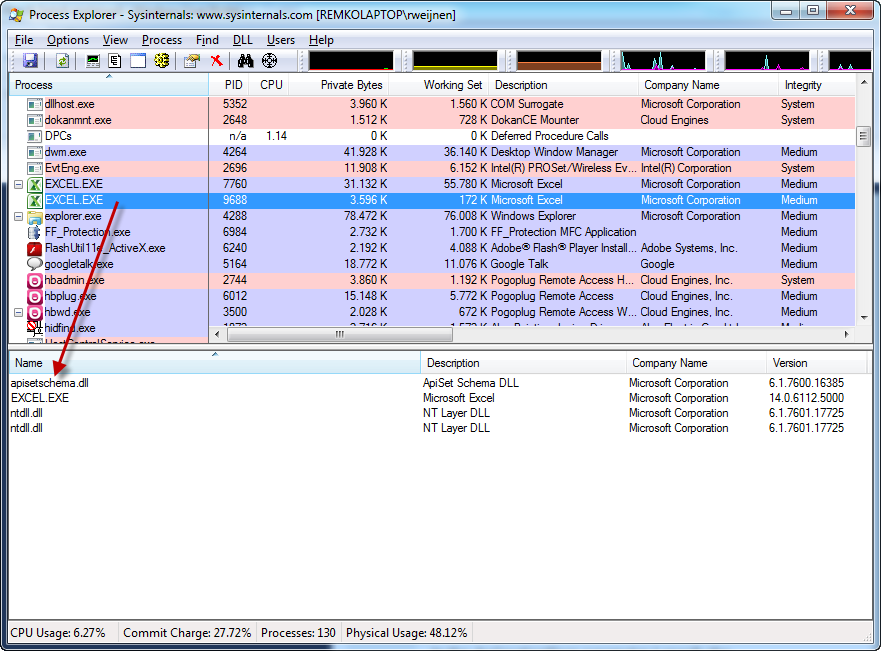 Process Explorer - Sysinternals: www.sysinternals.com [REMKOLAPTOP\rweijnen]
File Options View Process Find DLL Users Help
Process PID CPU Private Bytes Working Set Description Company Name Integrity
dllhost.exe 5352 3.960 K 1.560 K COM Surrogate Microsoft Corporation System
dokanmnt.exe 2648 1.512 K 728 K DokanCE Mounter Cloud Engines System
DPCs n/a 1.14 0 K 0 K Deferred Procedure Calls
dwm.exe 4264 41.928 K 36.140 K Desktop Window Manager Microsoft Corporation Medium
EvtEng.exe 2696 11.908 K 6.152 K Intel(R) PROSet/Wireless Ev... Intel(R) Corporation System
EXCEL.EXE 7760 31.132 K 55.780 K Microsoft Excel Microsoft Corporation Medium
EXCEL.EXE 9688 3.596 K 172 K Microsoft Excel Microsoft Corporation Medium
explorer.exe 4288 78.472 K 76.008 K Windows Explorer Microsoft Corporation Medium
FF_Protection.exe 6984 2.732 K 1.700 K FF_Protection MFC Application Medium
FlashUtil11e_ActiveX.exe 6240 2.192 K 4.088 K Adobe® Flash® Player Install... Adobe Systems, Inc. Medium
googletalk.exe 5164 18.772 K 11.076 K Google Talk Google Medium
hbadmin.exe 2744 3.860 K 1.192 K Pogoplug Remote Access H... Cloud Engines, Inc. System
hbplug.exe 6012 15.148 K 5.772 K Pogoplug Remote Access Cloud Engines, Inc. Medium
hbwd.exe 3500 2.028 K 672 K Pogoplug Remote Access W... Cloud Engines, Inc. Medium
hidfind.exe
Name Description Company Name Version
apisetschema.dll ApiSet Schema DLL Microsoft Corporation 6.1.7600.16385
EXCEL.EXE Microsoft Excel Microsoft Corporation 14.0.6112.5000
ntdll.dll NT Layer DLL Microsoft Corporation 6.1.7601.17725
ntdll.dll NT Layer DLL Microsoft Corporation 6.1.7601.17725
CPU Usage: 6.27% Commit Charge: 27.72% Processes: 130 Physical Usage: 48.12%